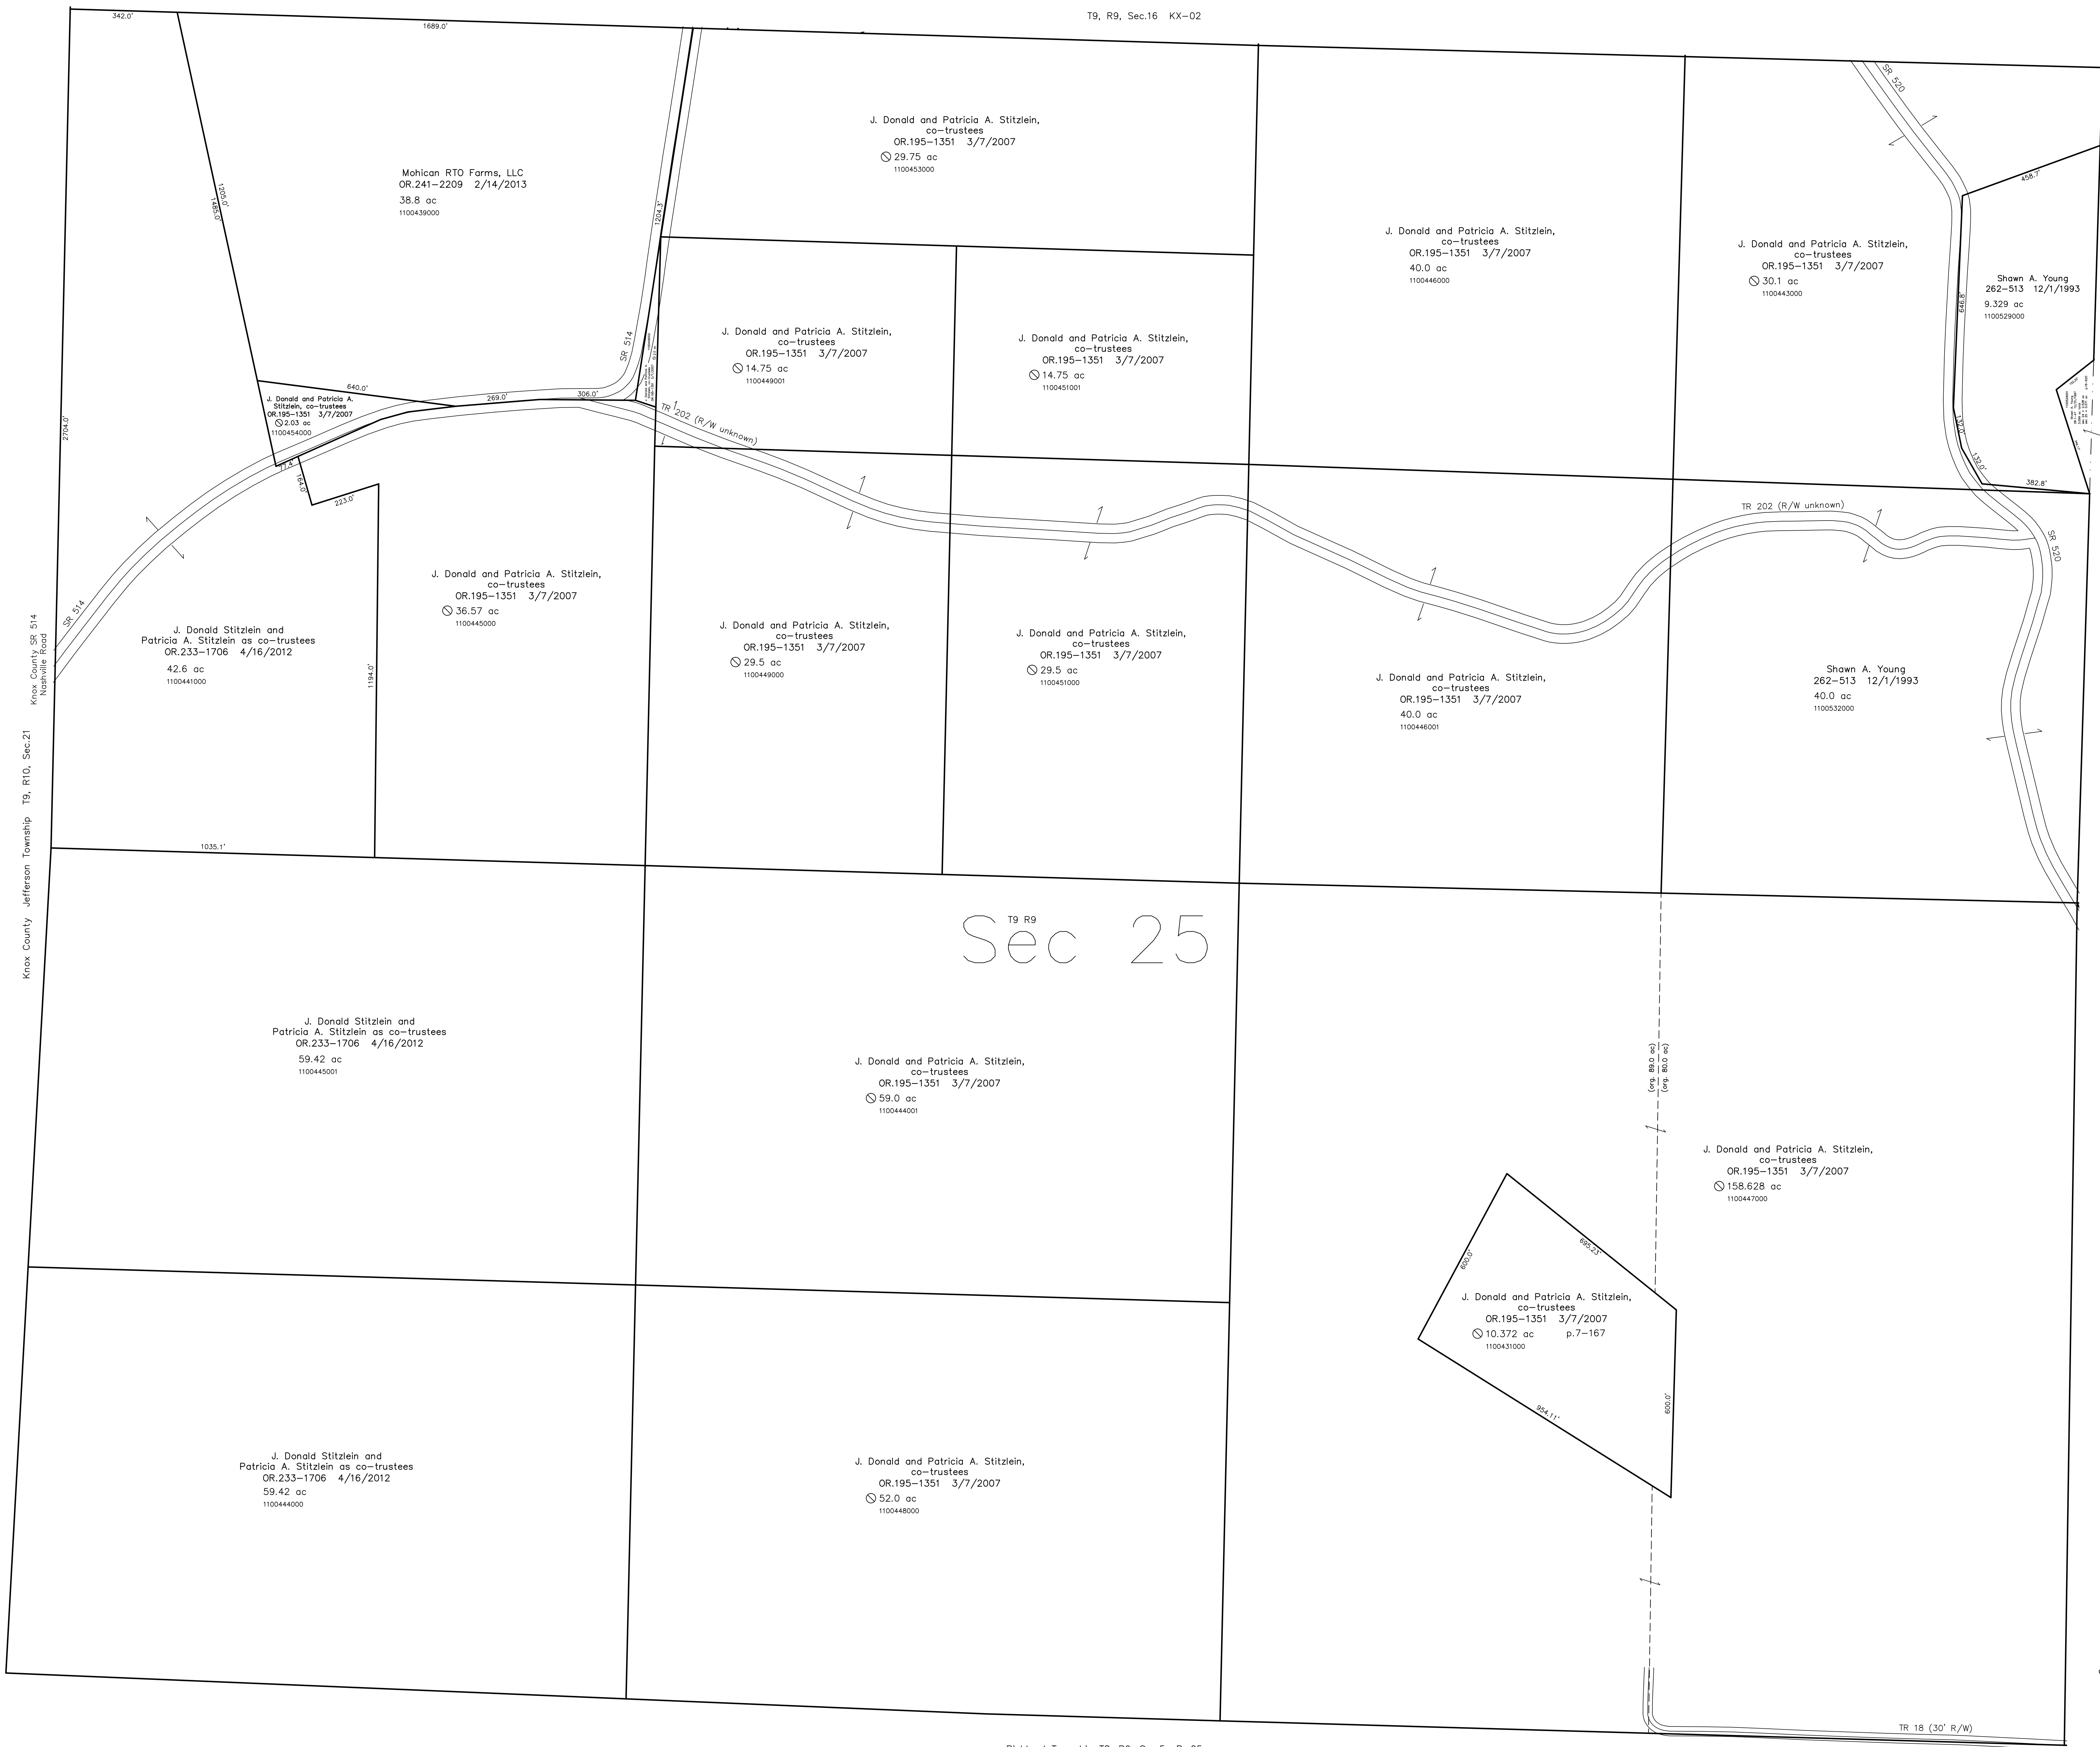 T9, R9, Sec.16 KX-02
342.0'
1689.0'
SR 520
J. Donald and Patricia A. Stitzlein,
co-trustees
OR.195-1351 3/7/2007
29.75 ac
1100453000
Mohican RTO Farms, LLC
OR.241-2209 2/14/2013
38.8 ac
1100439000
1205.0'
1485.0'
1204.3'
458.7'
J. Donald and Patricia A. Stitzlein,
co-trustees
OR.195-1351 3/7/2007
40.0 ac
1100446000
J. Donald and Patricia A. Stitzlein,
co-trustees
OR.195-1351 3/7/2007
30.1 ac
1100443000
Shawn A. Young
262-513 12/1/1993
9.329 ac
1100529000
646.8'
SR 514
J. Donald and Patricia A. Stitzlein,
co-trustees
OR.195-1351 3/7/2007
14.75 ac
1100449001
J. Donald and Patricia A. Stitzlein,
co-trustees
OR.195-1351 3/7/2007
14.75 ac
1100451001
640.0'
269.0'
306.0'
J. Donald and Patricia A.
Stitzlein, co-trustees
OR.195-1351 3/7/2007
2.03 ac
1100454000
2704.0'
77.4'
164.0'
223.0'
TR 202 (R/W unknown)
132.0'
132.0'
382.8'
TR 202 (R/W unknown)
SR 520
J. Donald and Patricia A. Stitzlein,
co-trustees
OR.195-1351 3/7/2007
36.57 ac
1100445000
SR 514
Knox County SR 514
Nashville Road
J. Donald Stitzlein and
Patricia A. Stitzlein as co-trustees
OR.233-1706 4/16/2012
42.6 ac
1100441000
1194.0'
J. Donald and Patricia A. Stitzlein,
co-trustees
OR.195-1351 3/7/2007
29.5 ac
1100449000
J. Donald and Patricia A. Stitzlein,
co-trustees
OR.195-1351 3/7/2007
29.5 ac
1100451000
J. Donald and Patricia A. Stitzlein,
co-trustees
OR.195-1351 3/7/2007
40.0 ac
1100446001
Shawn A. Young
262-513 12/1/1993
40.0 ac
1100532000
Knox County Jefferson Township T9, R10, Sec.21
1035.1'
T9 R9
Sec 25
J. Donald Stitzlein and
Patricia A. Stitzlein as co-trustees
OR.233-1706 4/16/2012
59.42 ac
1100445001
J. Donald and Patricia A. Stitzlein,
co-trustees
OR.195-1351 3/7/2007
59.0 ac
1100444001
(org. 89.0 ac)
(org. 80.0 ac)
J. Donald and Patricia A. Stitzlein,
co-trustees
OR.195-1351 3/7/2007
158.628 ac
1100447000
600.0'
695.23'
J. Donald and Patricia A. Stitzlein,
co-trustees
OR.195-1351 3/7/2007
10.372 ac p.7-167
1100431000
600.0'
954.11'
J. Donald Stitzlein and
Patricia A. Stitzlein as co-trustees
OR.233-1706 4/16/2012
59.42 ac
1100444000
J. Donald and Patricia A. Stitzlein,
co-trustees
OR.195-1351 3/7/2007
52.0 ac
1100448000
TR 18 (30' R/W)